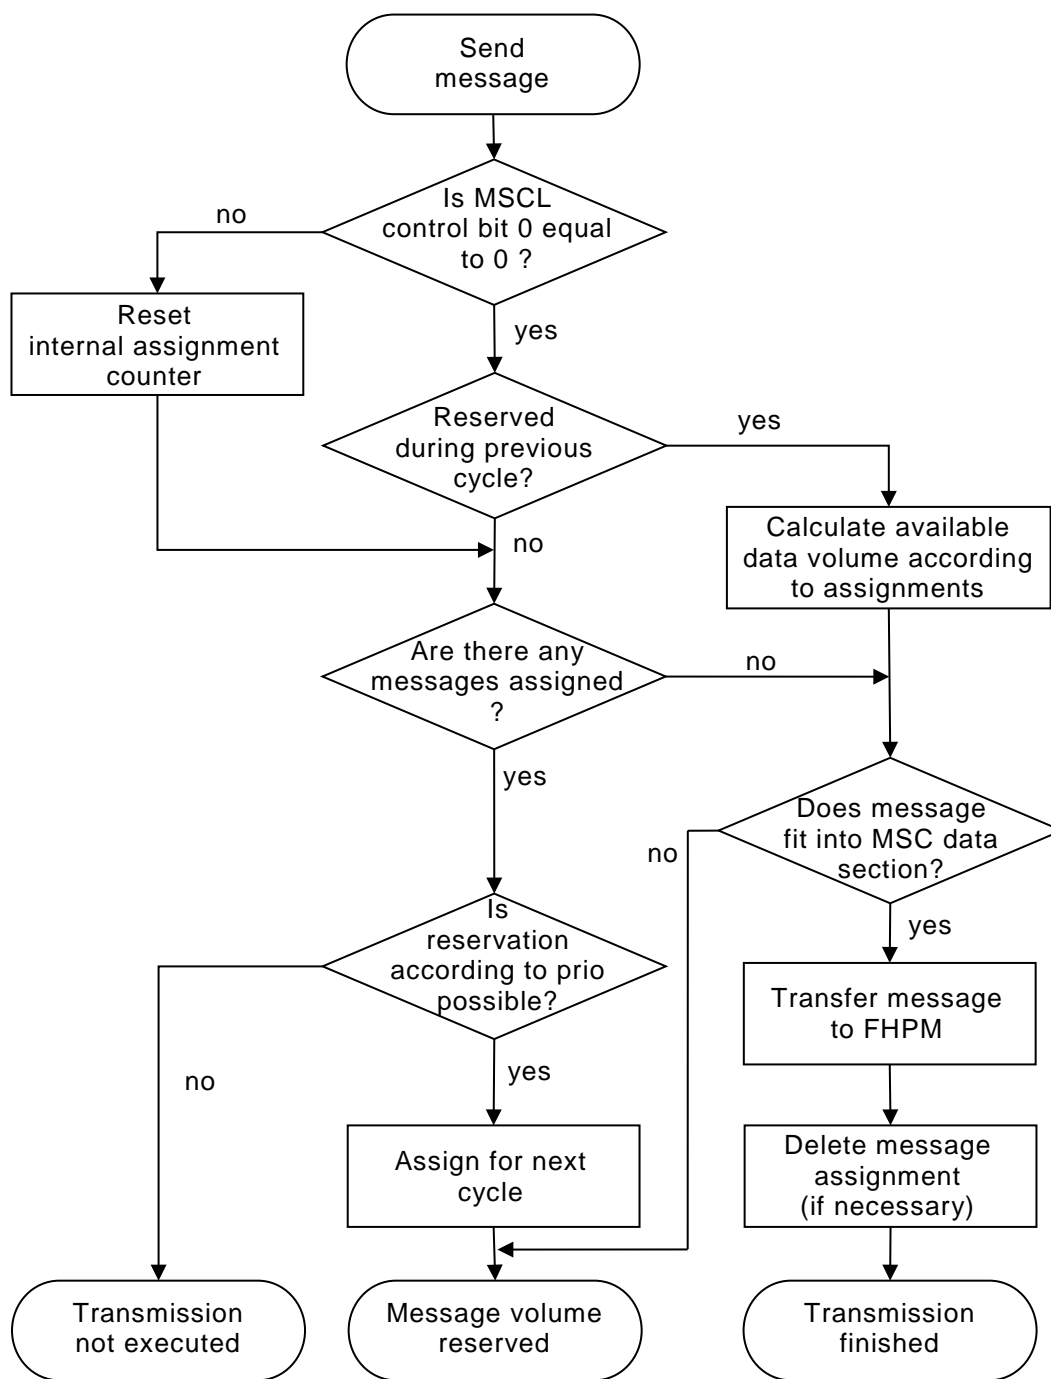 Send
message
Is MSCL
control bit 0 equal
to 0 ?
no
Reset
internal assignment
counter
yes
Reserved
during previous
cycle?
yes
no
Calculate available
data volume according
to assignments
Are there any
messages assigned
?
no
yes
Does message
fit into MSC data
section?
no
yes
Is
reservation
according to prio
possible?
Transfer message
to FHPM
no
yes
Assign for next
cycle
Delete message
assignment
(if necessary)
Transmission
not executed
Message volume
reserved
Transmission
finished